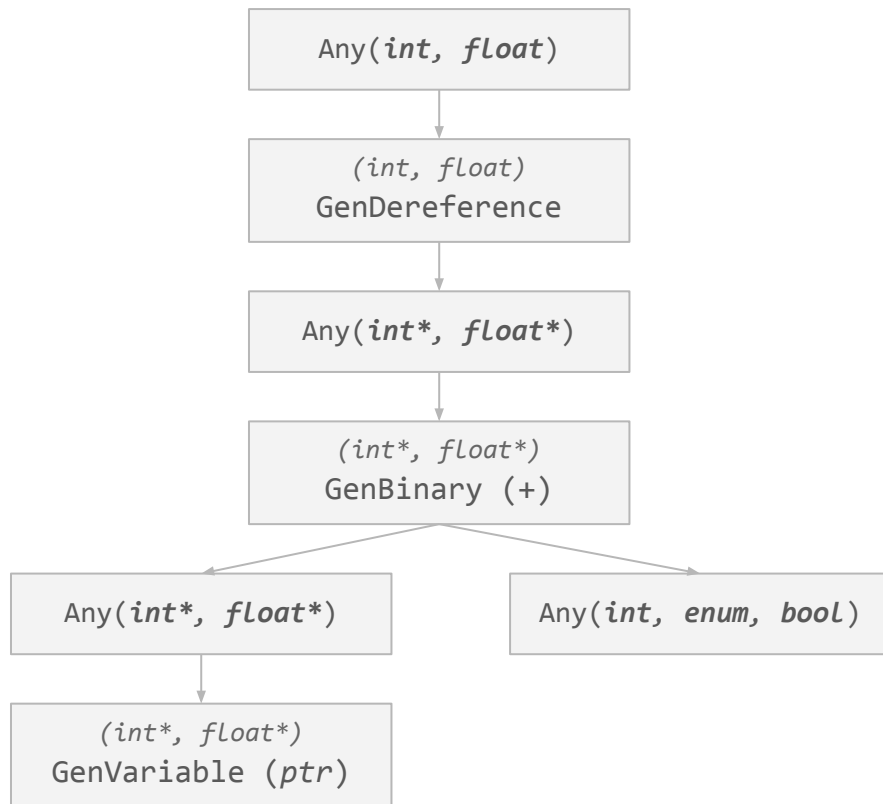 Any(int, float)
(int, float)
GenDereference
Any(int*, float*)
(int*, float*)
GenBinary (+)
Any(int*, float*)
Any(int, enum, bool)
(int*, float*)
GenVariable (ptr)